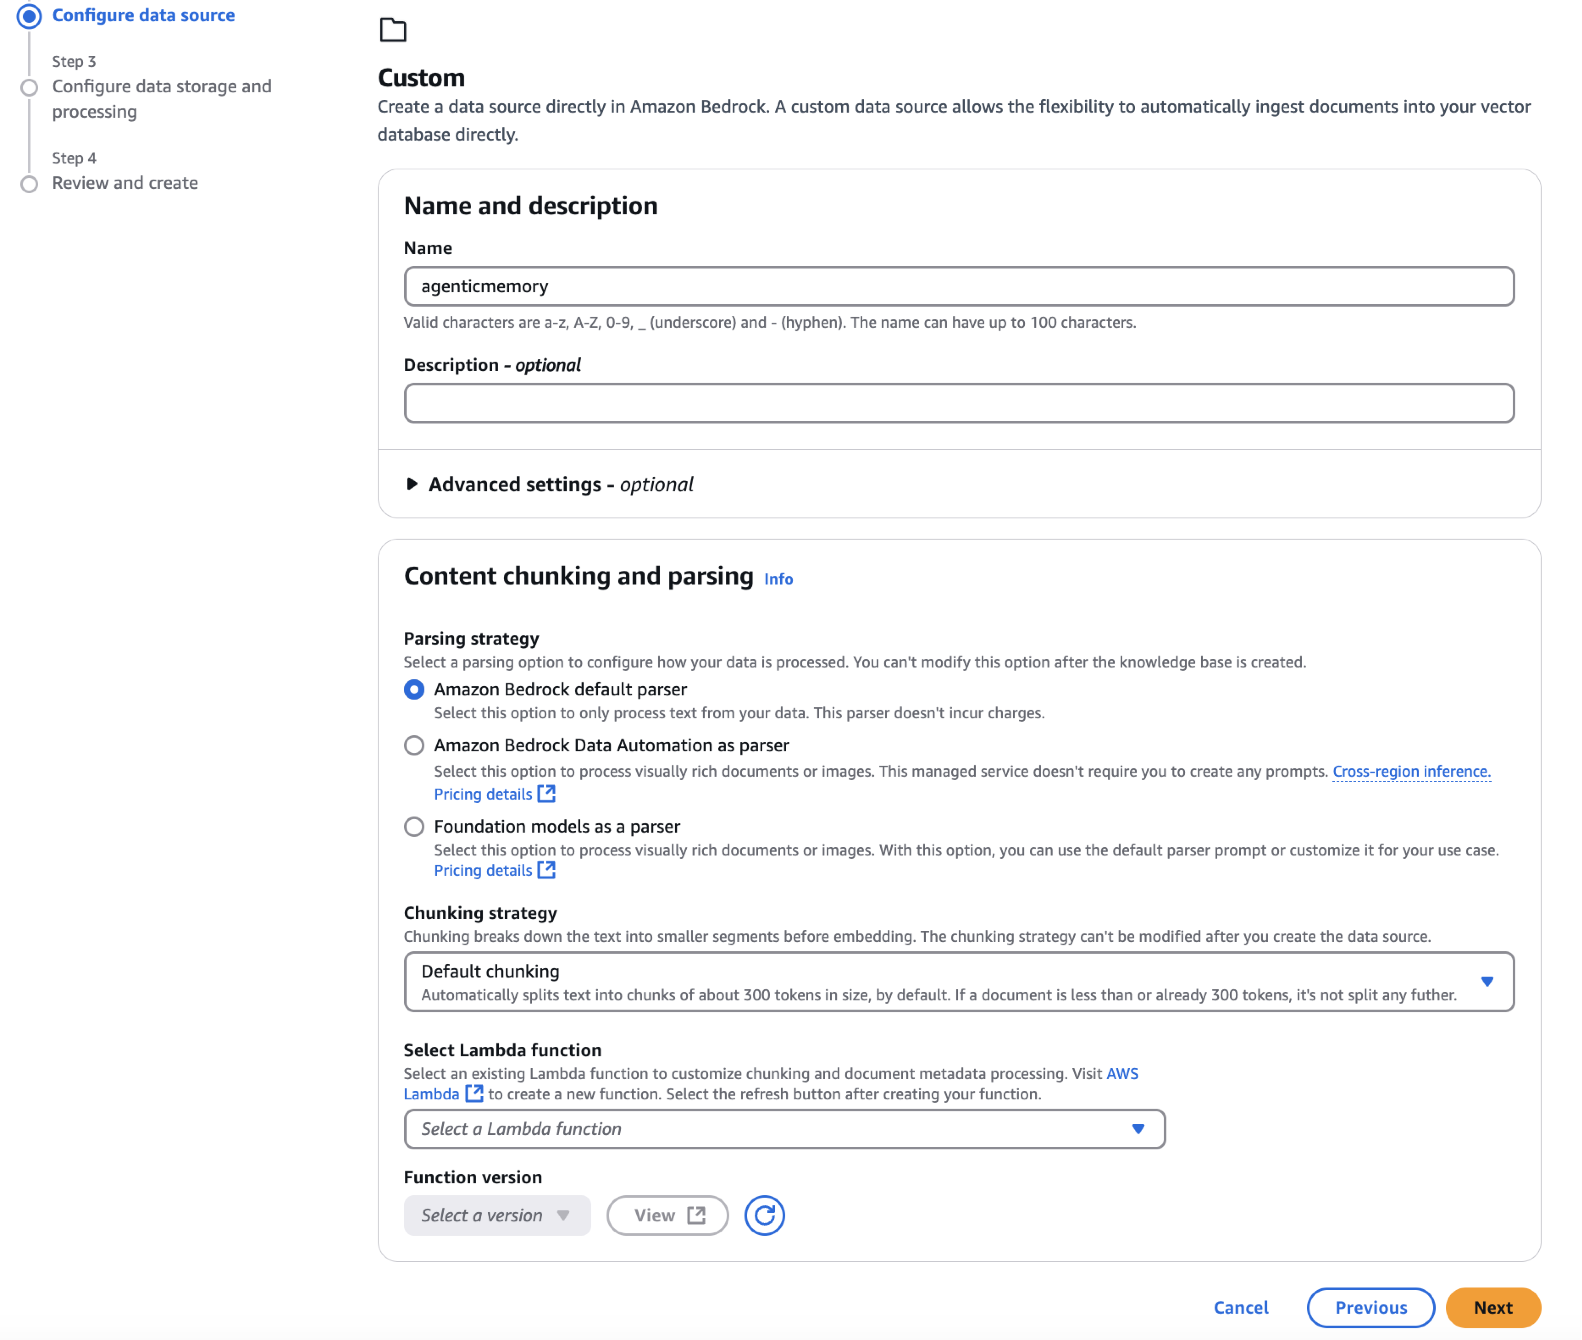 Configure data source
Step 3
Configure data storage and
processing
Step 4
Review and create
Custom
Create a data source directly in Amazon Bedrock. A custom data source allows the flexibility to automatically ingest documents into your vector
database directly.
Name and description
Name
agenticmemory
Valid characters are a-z, A-Z, 0-9, _ (underscore) and - (hyphen). The name can have up to 100 characters.
Description - optional
Advanced settings - optional
Content chunking and parsing Info
Parsing strategy
Select a parsing option to configure how your data is processed. You can't modify this option after the knowledge base is created.
Amazon Bedrock default parser
Select this option to only process text from your data. This parser doesn't incur charges.
Amazon Bedrock Data Automation as parser
Select this option to process visually rich documents or images. This managed service doesn't require you to create any prompts. Cross-region inference.
Pricing details
Foundation models as a parser
Select this option to process visually rich documents or images. With this option, you can use the default parser prompt or customize it for your use case.
Pricing details
Chunking strategy
Chunking breaks down the text into smaller segments before embedding. The chunking strategy can't be modified after you create the data source.
Default chunking
Automatically splits text into chunks of about 300 tokens in size, by default. If a document is less than or already 300 tokens, it's not split any futher.
Select Lambda function
Select an existing Lambda function to customize chunking and document metadata processing. Visit AWS
Lambda to create a new function. Select the refresh button after creating your function.
Select a Lambda function
Function version
Select a version View
Cancel Previous Next